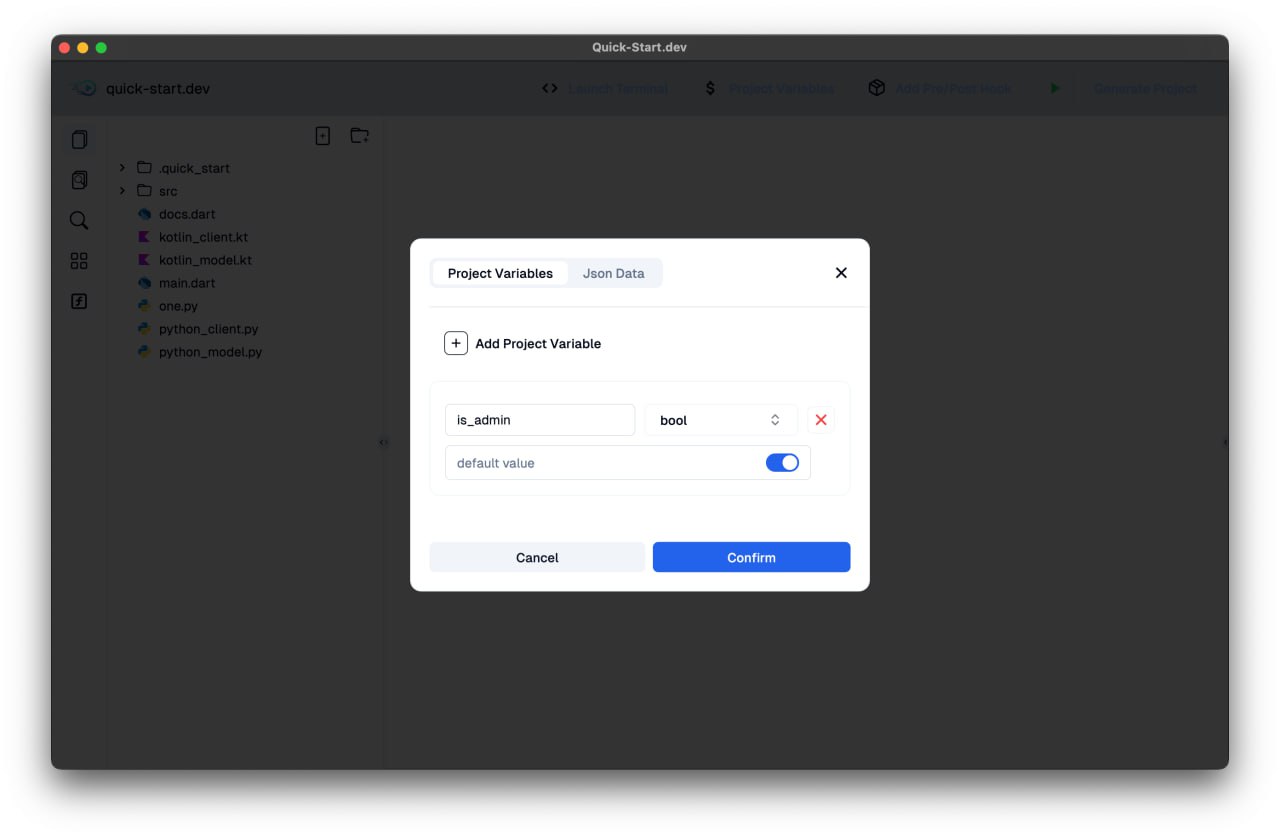 Quick-Start.dev
quick-start.dev
Launch Terminal
Project Variables
Add Pre/Post Hook
Generate Project
.quick_start
src
docs.dart
kotlin_client.kt
kotlin_model.kt
main.dart
one.py
python_client.py
python_model.py
Project Variables
Json Data
Add Project Variable
is_admin
bool
default value
Cancel
Confirm